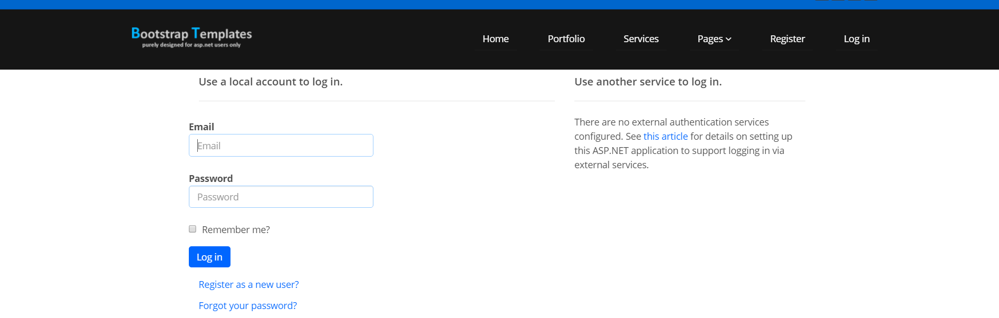 Bootstrap Templates
purely designed for asp.net users only
Home
Portfolio
Services
Pages
Register
Log in
Use a local account to log in.
Email
Email
Password
Password
Remember me?
Log in
Register as a new user?
Forgot your password?
Use another service to log in.
There are no external authentication services
configured. See this article for details on setting up
this ASP.NET application to support logging in via
external services.